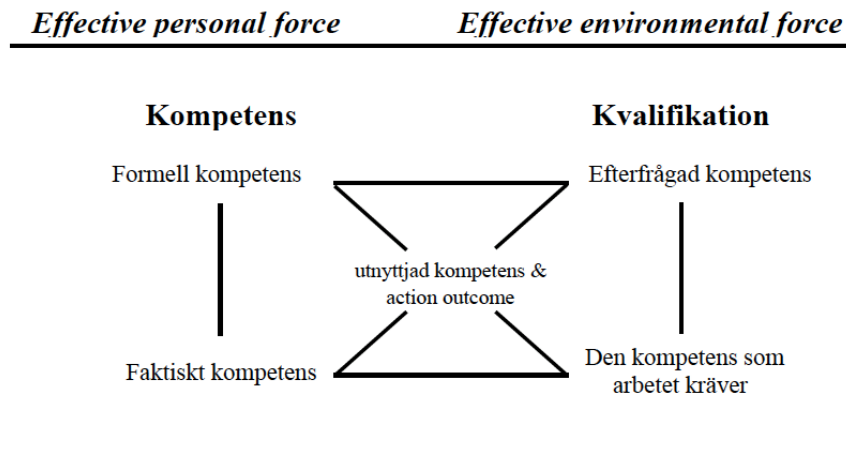 Effective personal force
Effective environmental force
Kompetens
Kvalifikation
Formell kompetens
Efterfrågad kompetens
utnyttjad kompetens &
action outcome
Faktiskt kompetens
Den kompetens som
arbetet kräver